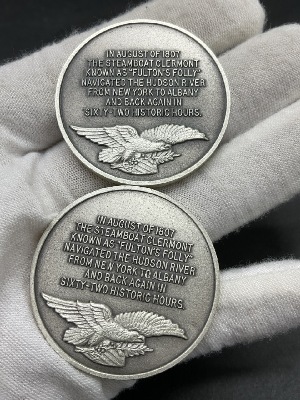 IN AUGUST OF 1807
THE STEAMBOAT CLERMONT
KNOWN AS "FULTON'S FOLLY"
NAVIGATED THE HUDSON RIVER
FROM NEW YORK TO ALBANY
AND BACK AGAIN IN
SIXTY-TWO HISTORIC HOURS.
IN AUGUST OF 1807
THE STEAMBOAT CLERMONT
KNOWN AS "FULTON'S FOLLY"
NAVIGATED THE HUDSON RIVER
FROM NEW YORK TO ALBANY
AND BACK AGAIN IN
SIXTY-TWO HISTORIC HOURS.